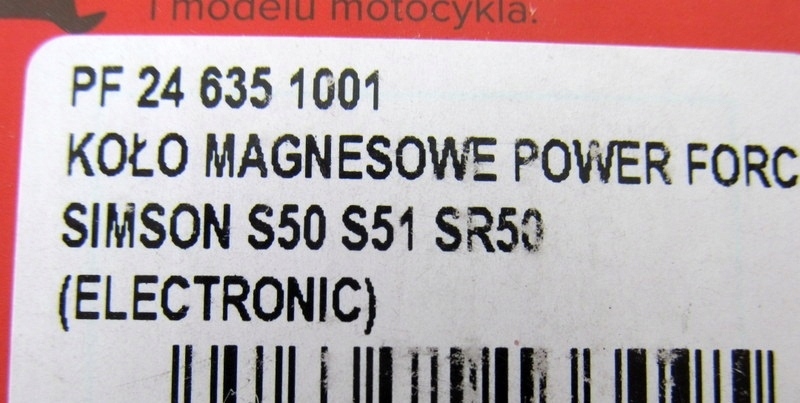 i modelu motocykla.
PF 24 635 1001
KOŁO MAGNESOWE POWER FORC
SIMSON S50 S51 SR50
(ELECTRONIC)